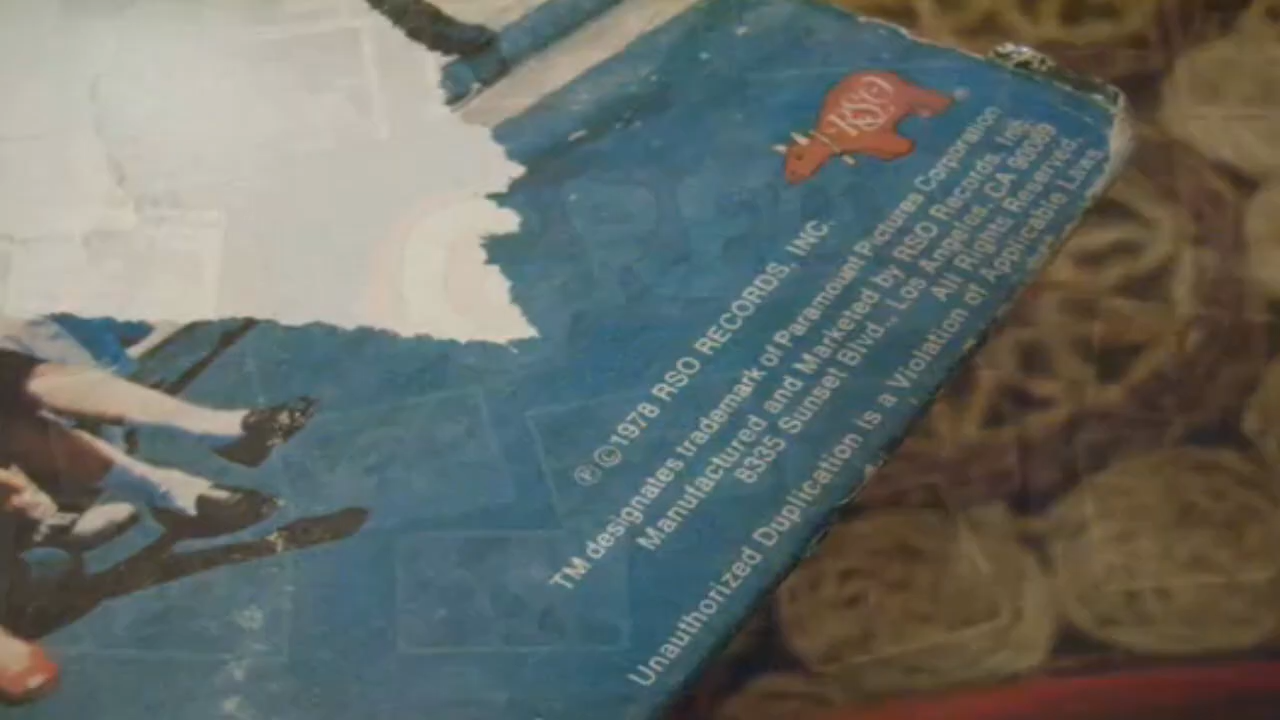 RSO
℗ ©1978 RSO RECORDS, INC.
TM designates trademark of Paramount Pictures Corporation
Manufactured and Marketed by RSO Records, Inc.
8335 Sunset Blvd., Los Angeles, CA 90069
All Rights Reserved.
Unauthorized Duplication Is a Violation of Applicable Laws